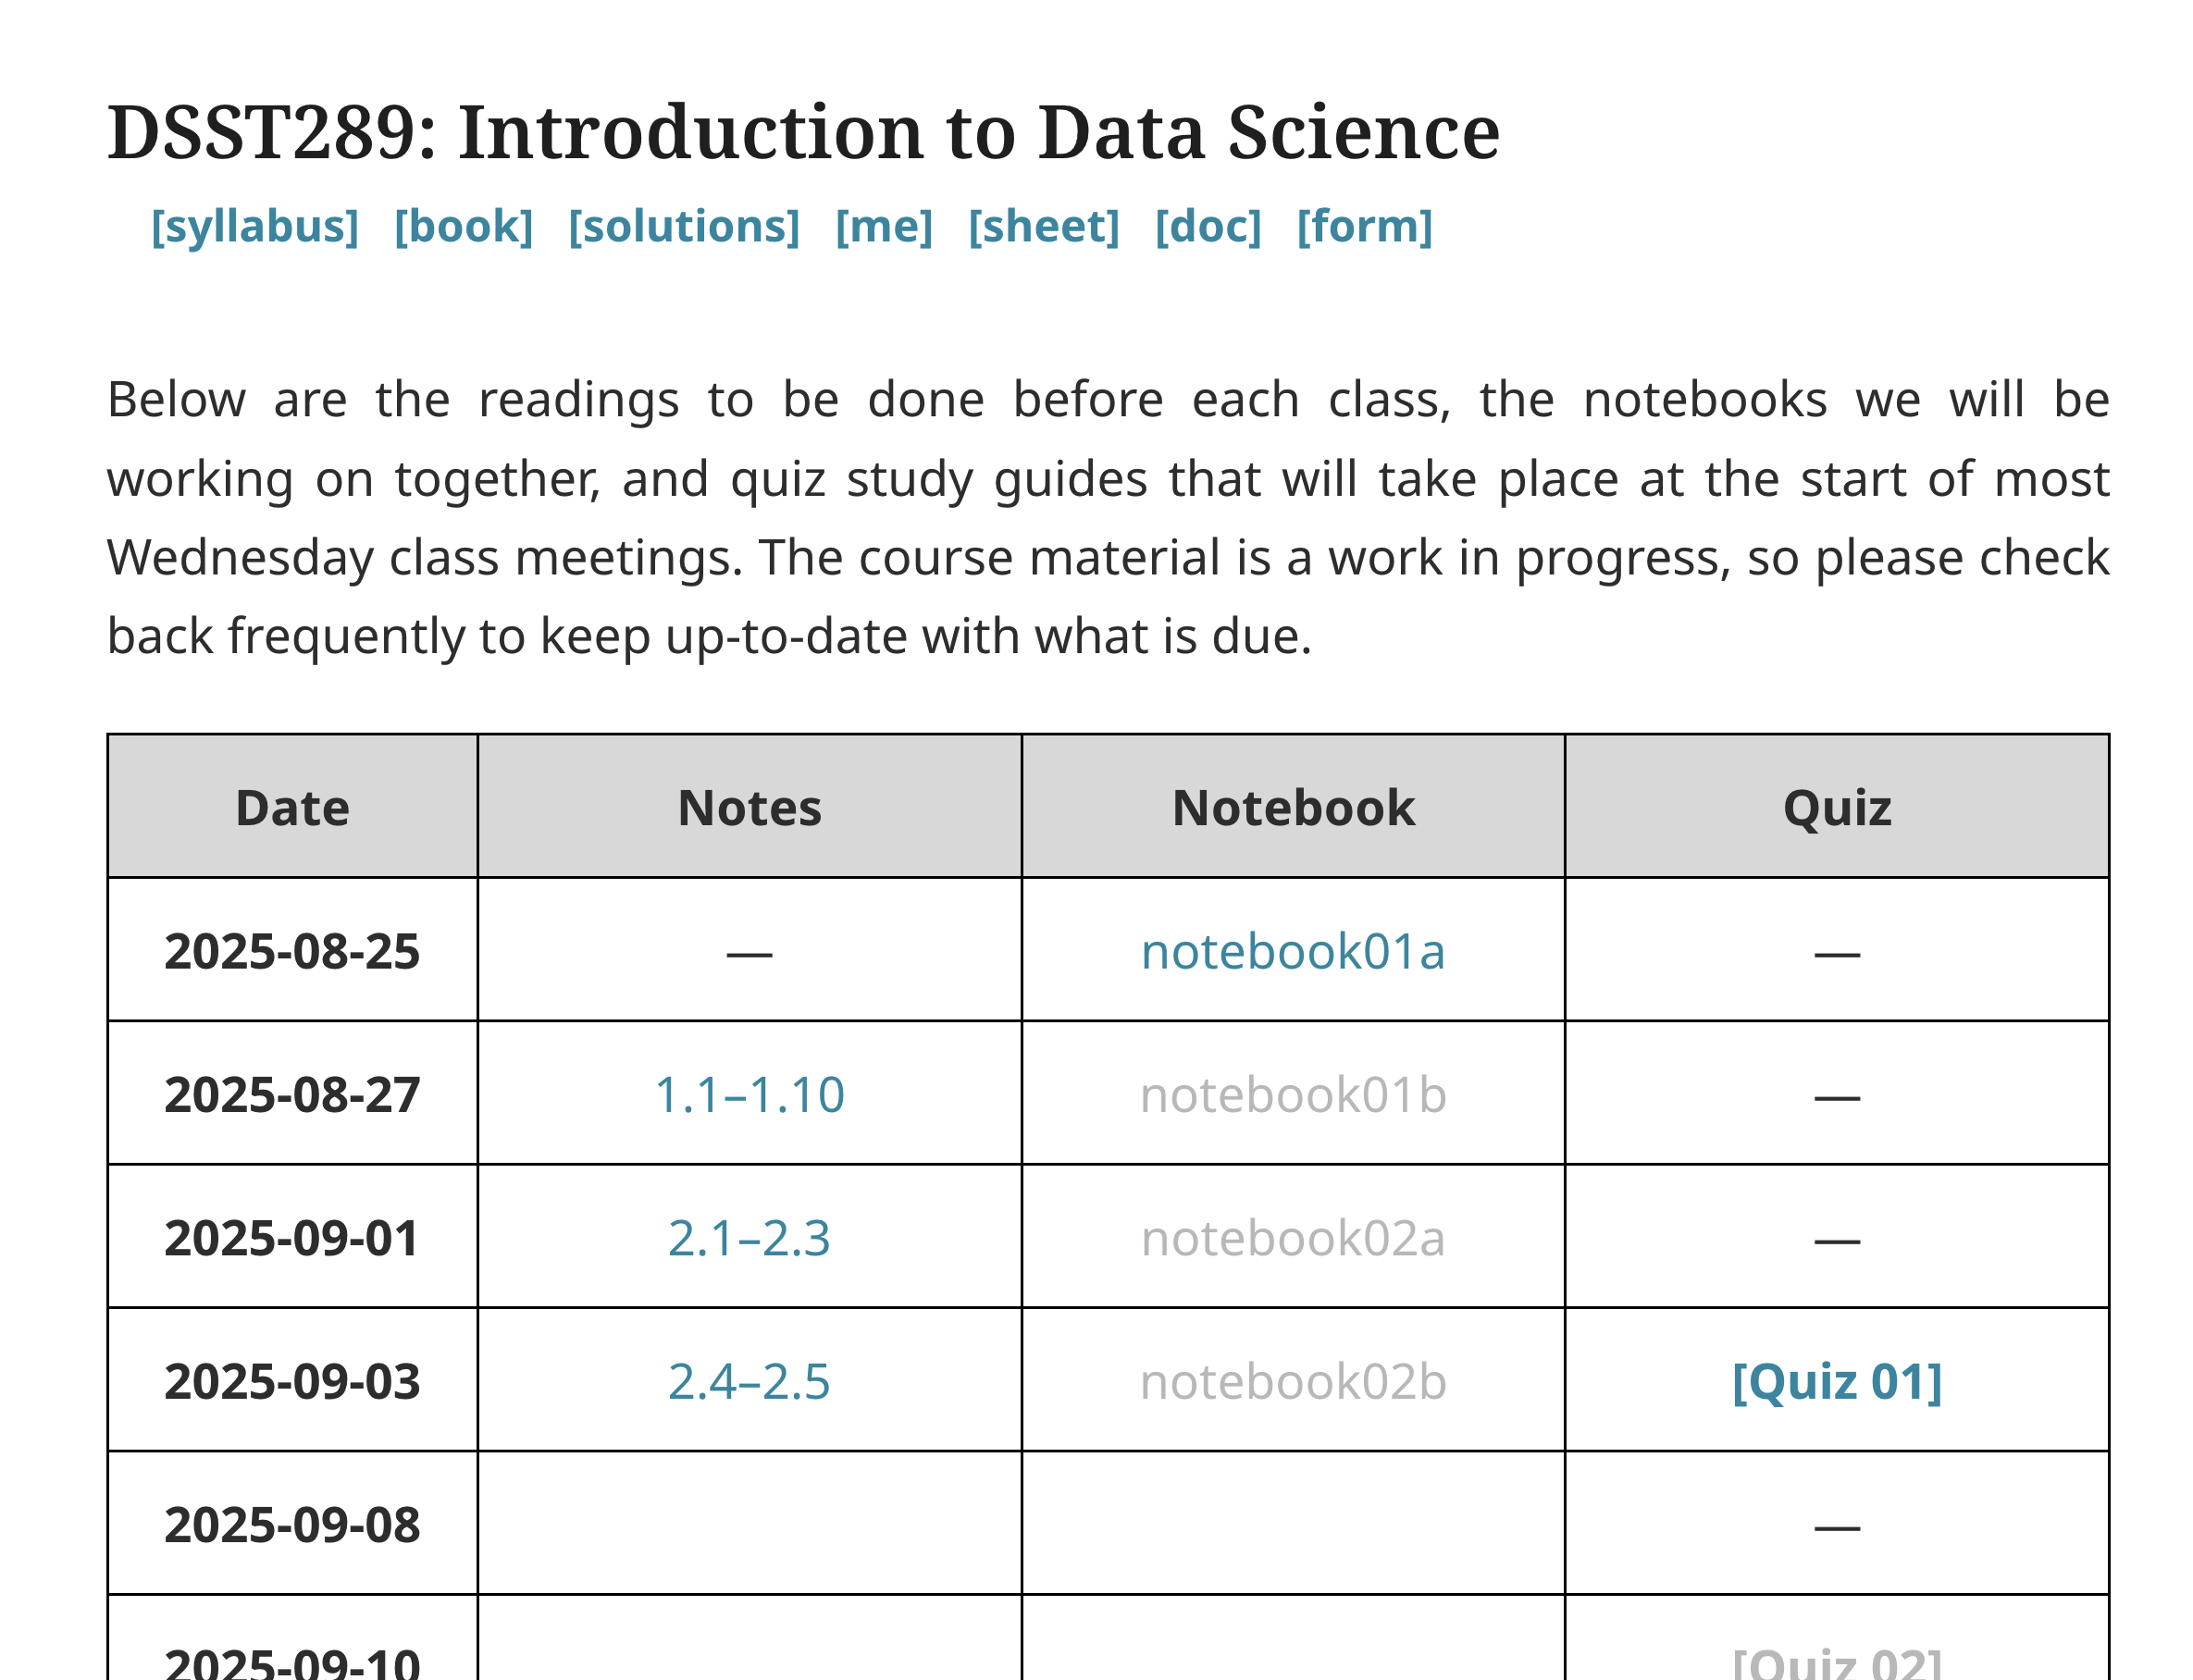 DSST289: Introduction to Data Science
[syllabus] [book] [solutions] [me] [sheet] [doc] [form]
Below are the readings to be done before each class, the notebooks we will be
working on together, and quiz study guides that will take place at the start of most
Wednesday class meetings. The course material is a work in progress, so please check
back frequently to keep up-to-date with what is due.
Date Notes Notebook Quiz
2025-08-25 — notebook01a —
2025-08-27 1.1–1.10 notebook01b —
2025-09-01 2.1–2.3 notebook02a —
2025-09-03 2.4–2.5 notebook02b [Quiz 01]
2025-09-08 —
2025-09-10 [Quiz 02]